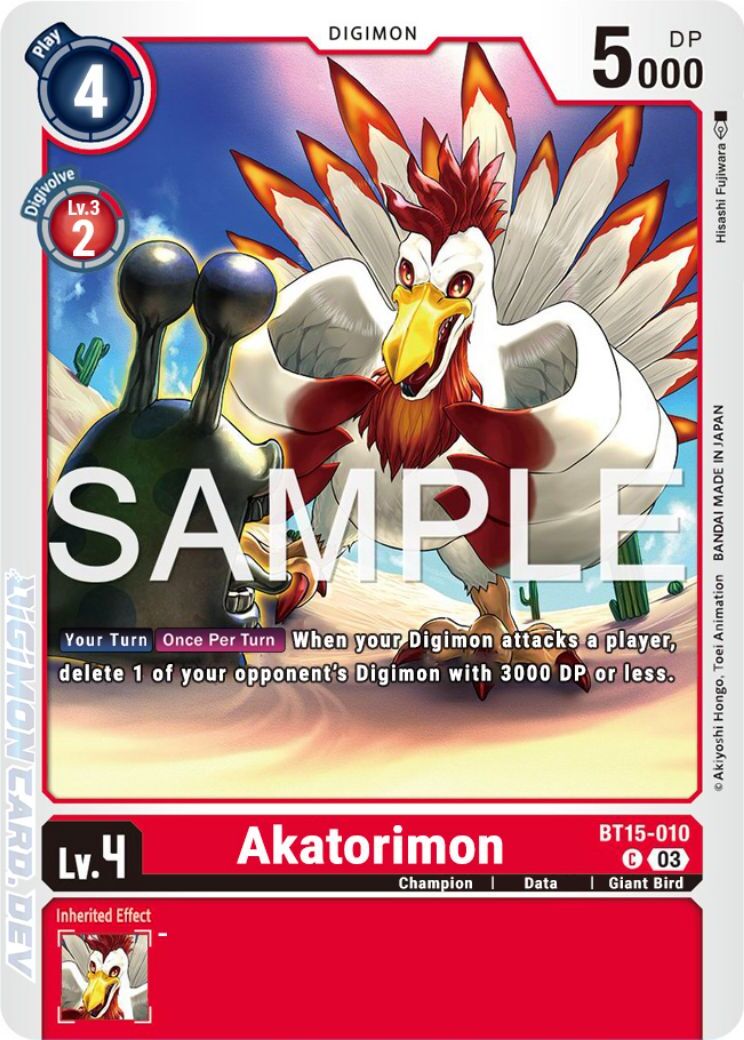 DIGIMON
Play
4
5000
DP
Digivolve
Lv.3
2
Hisashi Fujiwara
SAMPLE
Your Turn Once Per Turn When your Digimon attacks a player,
delete 1 of your opponent's Digimon with 3000 DP or less.
© Akiyoshi Hongo, Toei Animation BANDAI MADE IN JAPAN
DIGIMONCARD.DEV
Lv.4
Akatorimon
BT15-010
C 03
Champion | Data | Giant Bird
Inherited Effect
-